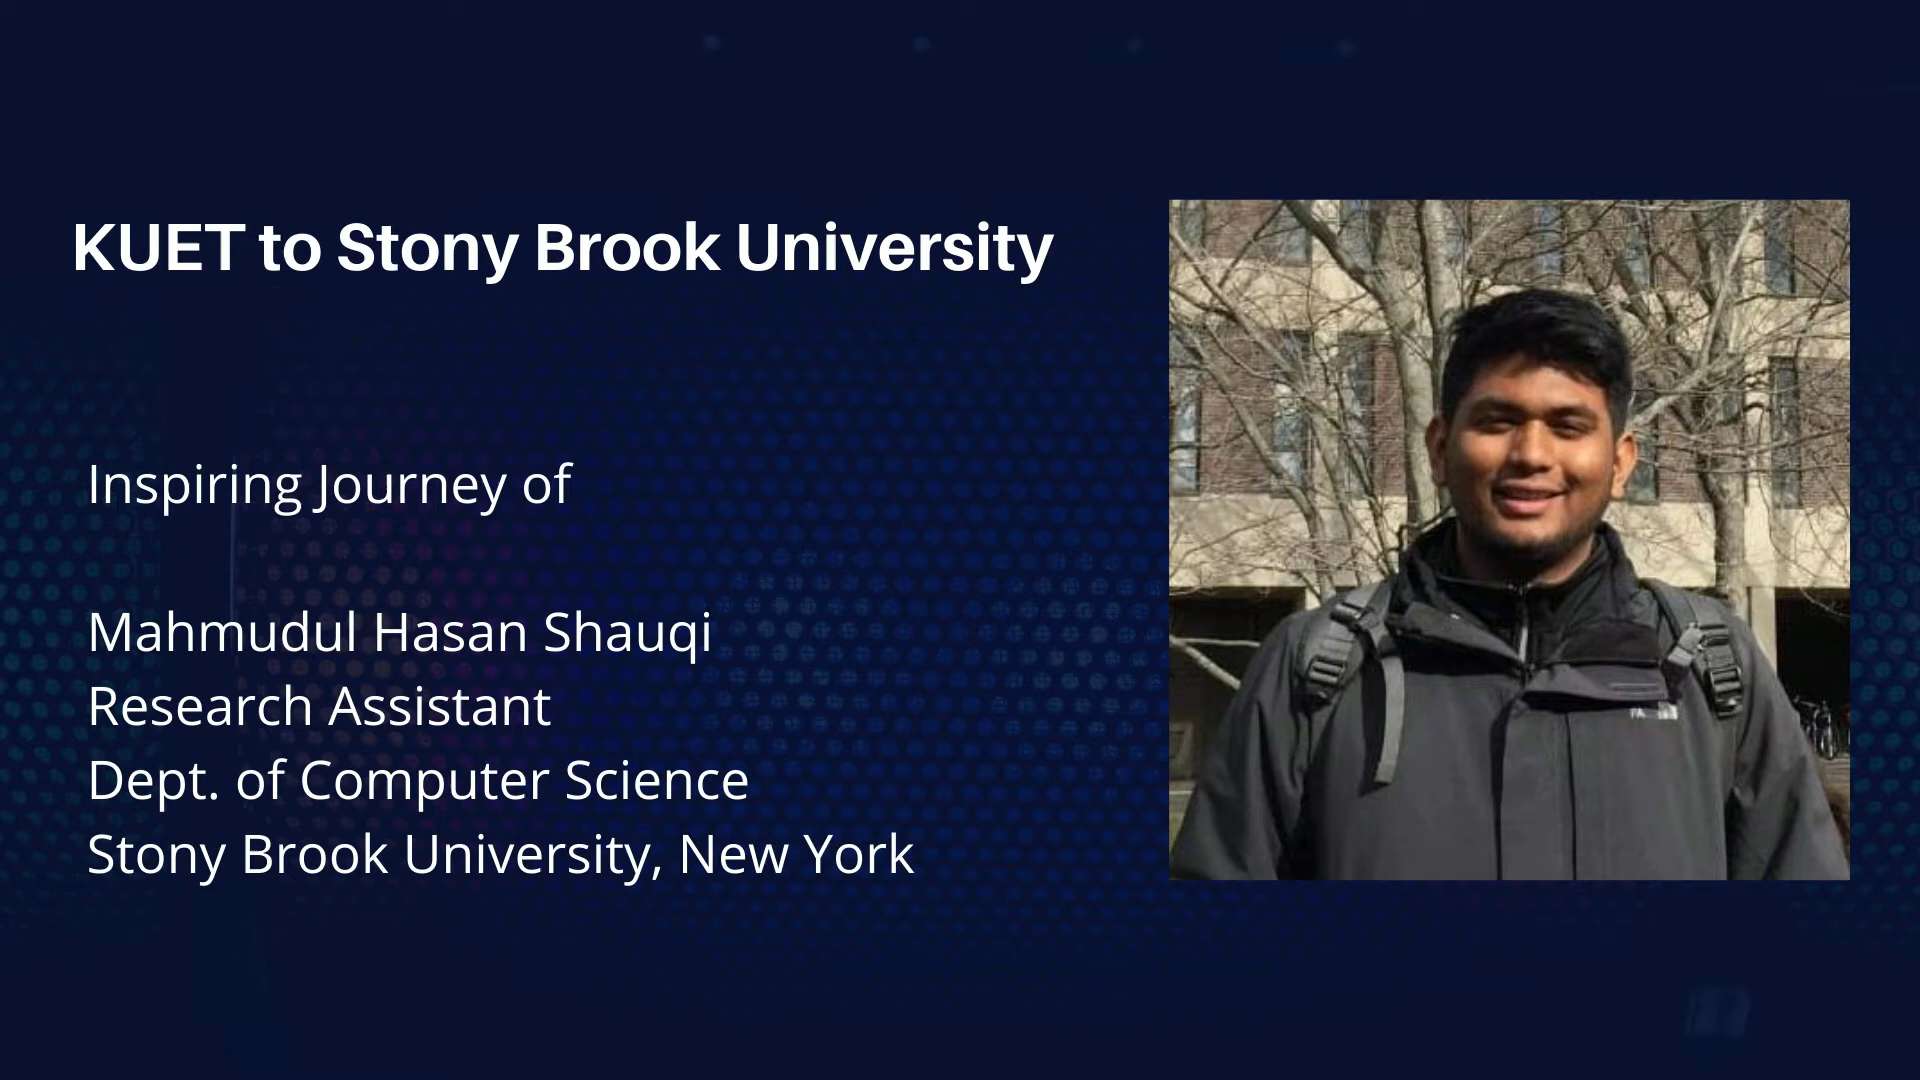 KUET to Stony Brook University
Inspiring Journey of
Mahmudul Hasan Shauqi
Research Assistant
Dept. of Computer Science
Stony Brook University, New York